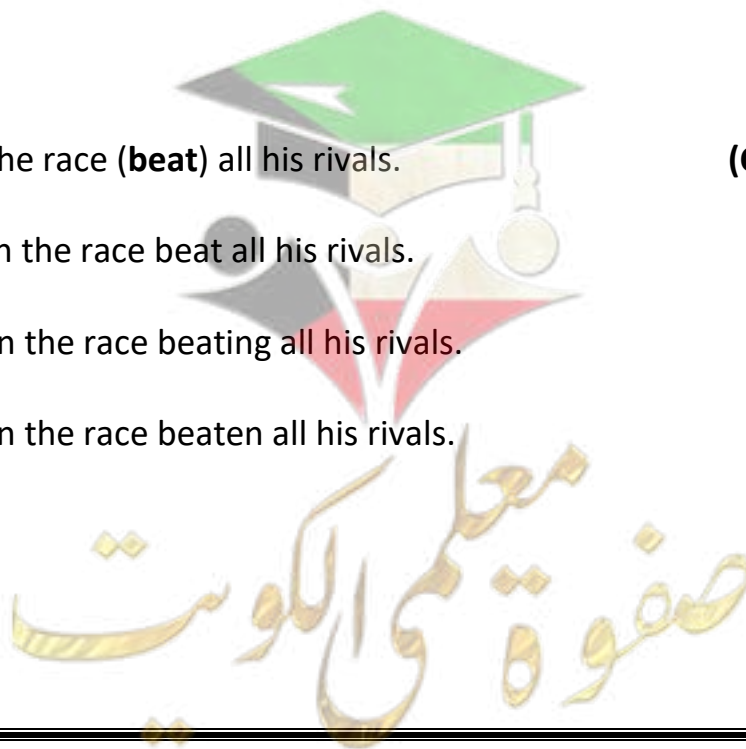 he race (beat) all his rivals. (
n the race beat all his rivals.
n the race beating all his rivals.
n the race beaten all his rivals.
صفوة معلمى الكويت